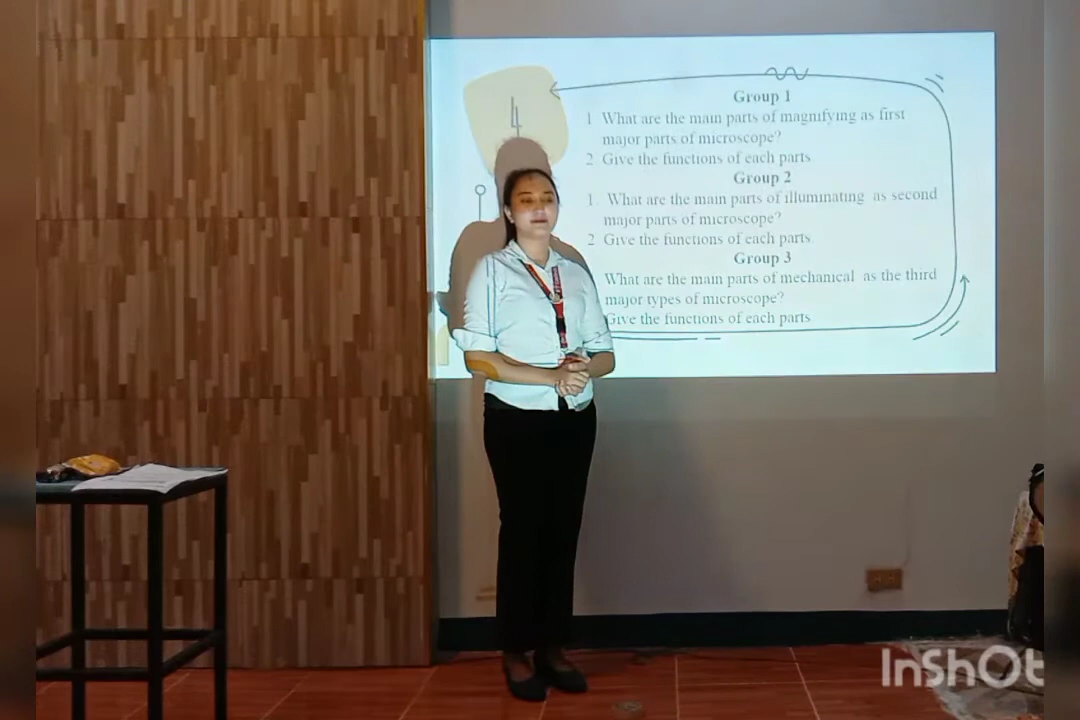 Group 1
1 What are the main parts of magnifying as first
major parts of microscope?
2 Give the functions of each parts
Group 2
1. What are the main parts of illuminating as second
major parts of microscope?
2 Give the functions of each parts
Group 3
What are the main parts of mechanical as the third
major types of microscope?
Give the functions of each parts
InShOt